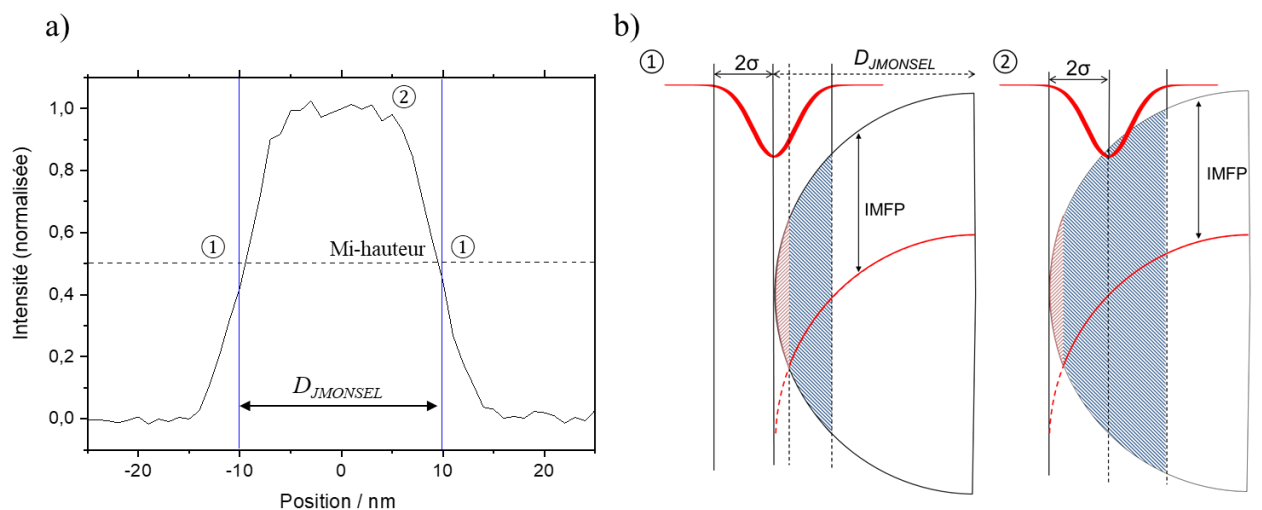 a)
Intensité (normalisée)
1,0
0,8
0,6
0,4
0,2
0,0
②
①
Mi-hauteur
①
D_JMONSEL
-20
-10
0
10
20
Position / nm
b)
①
2σ
D_JMONSEL
IMFP
②
2σ
IMFP